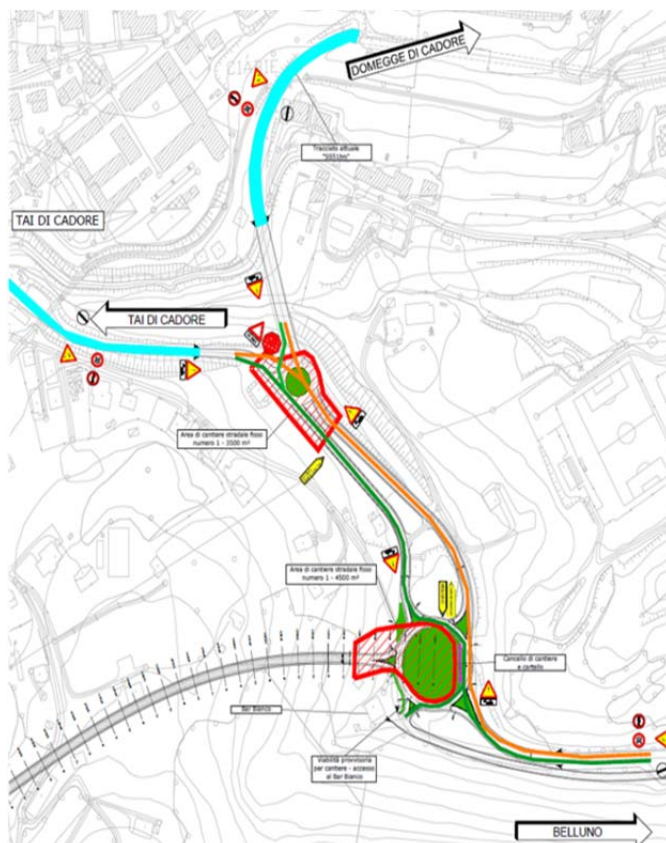 DOMEGGE DI CADORE
Tracciato attuale
"SS51bis"
TAI DI CADORE
TAI DI CADORE
Area di cantiere stradale fisso
numero 1 - 3500 m²
Area di cantiere stradale fisso
numero 1 - 4500 m²
Cancello di cantiere
e cartello
Bar Bianco
Viabilità provvisoria
per cantiere - accesso
al Bar Bianco
BELLUNO